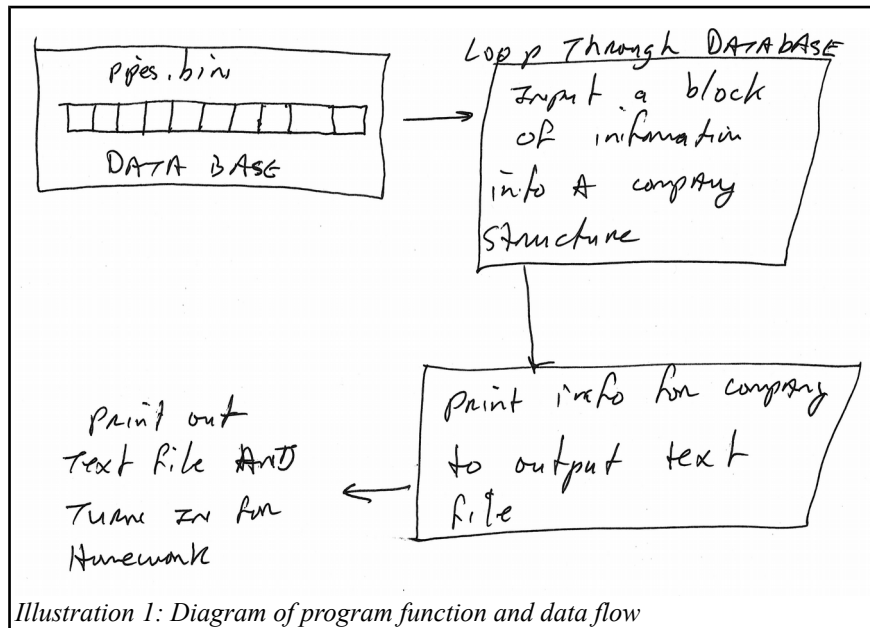 pipes.bin
DATA BASE
Loop Through DATABASE
Input a block
of information
into A company
structure
print info for company
to output text
file
print out
Text file AND
Turn In for
Homework
Illustration 1: Diagram of program function and data flow